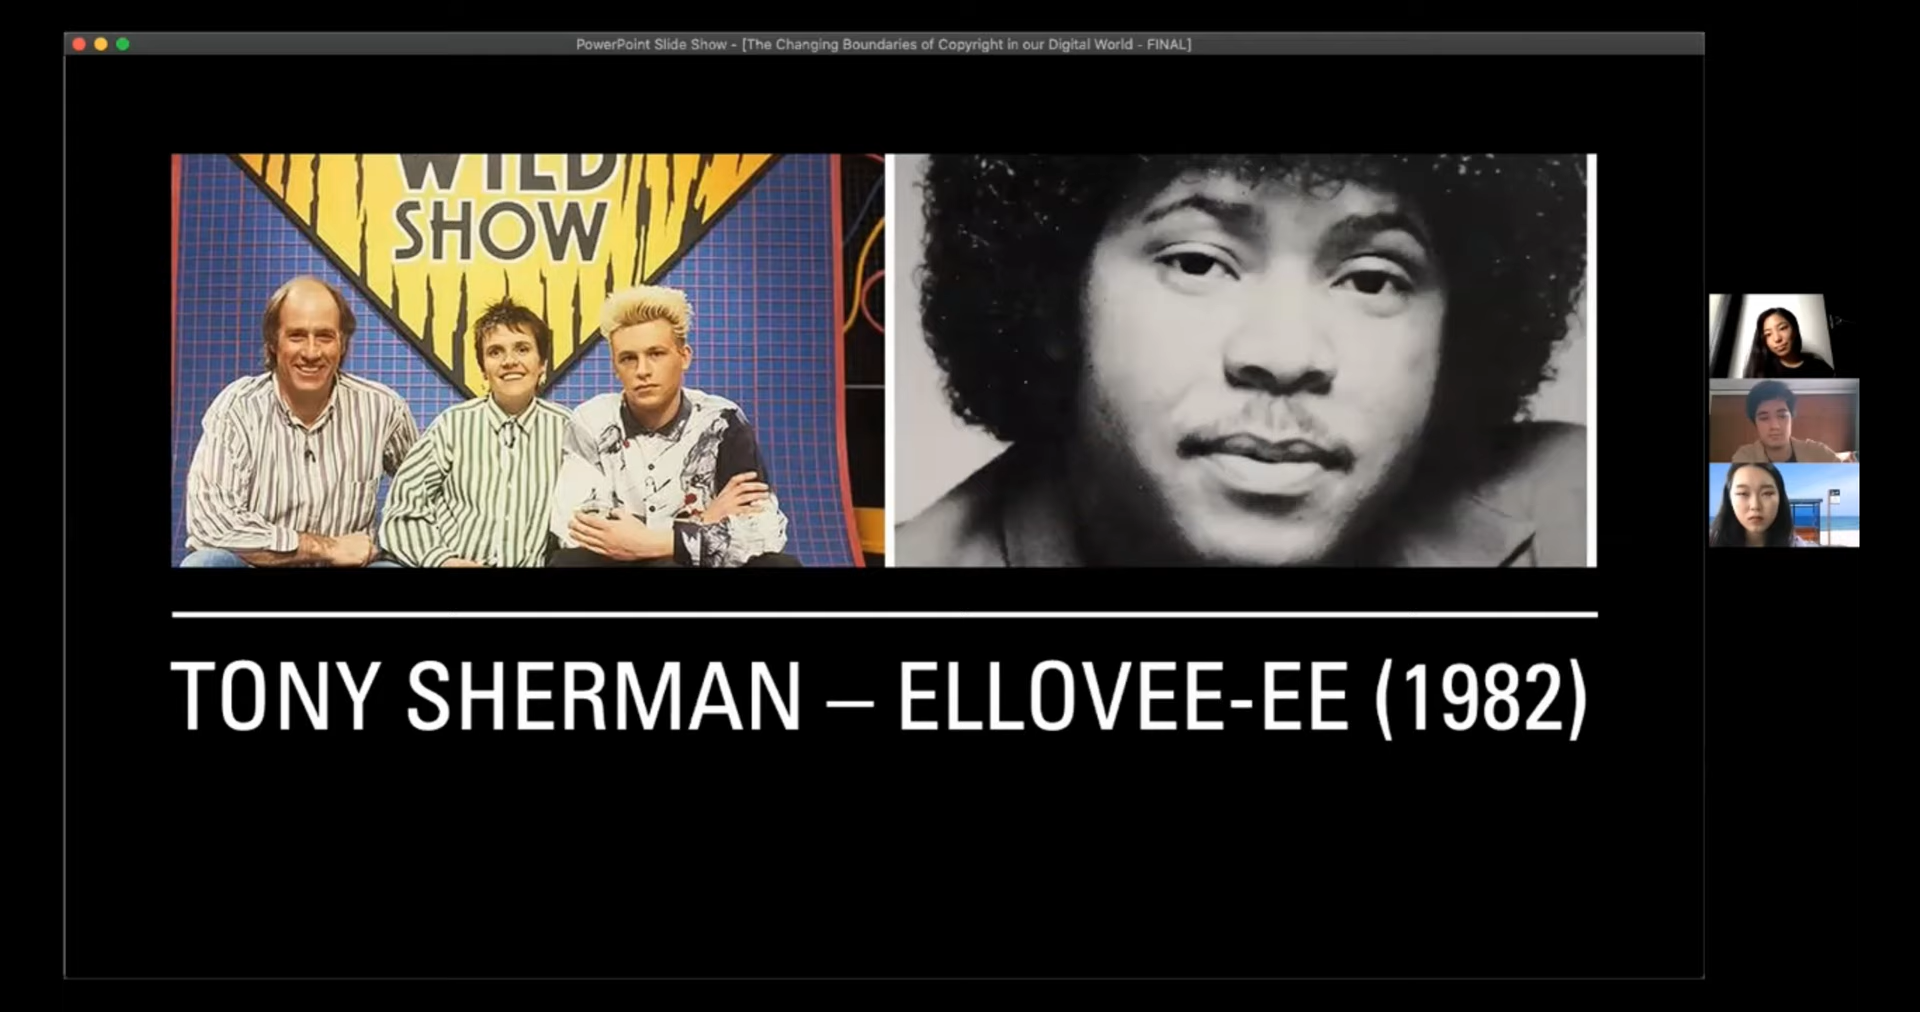 PowerPoint Slide Show - [The Changing Boundaries of Copyright in our Digital World - FINAL]
WILD
SHOW
TONY SHERMAN – ELLOVEE-EE (1982)